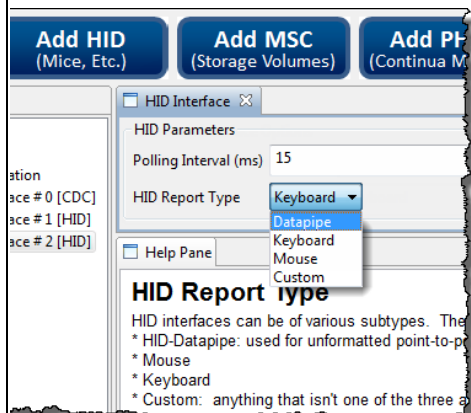 Add HID
(Mice, Etc.)
Add MSC
(Storage Volumes)
Add PH
(Continua M
HID Interface
HID Parameters
Polling Interval (ms) 15
HID Report Type Keyboard
Datapipe
Keyboard
Mouse
Custom
ation
ace # 0 [CDC]
ace # 1 [HID]
ace # 2 [HID]
Help Pane
HID Report Type
HID interfaces can be of various subtypes. The
* HID-Datapipe: used for unformatted point-to-p
* Mouse
* Keyboard
* Custom: anything that isn't one of the three a